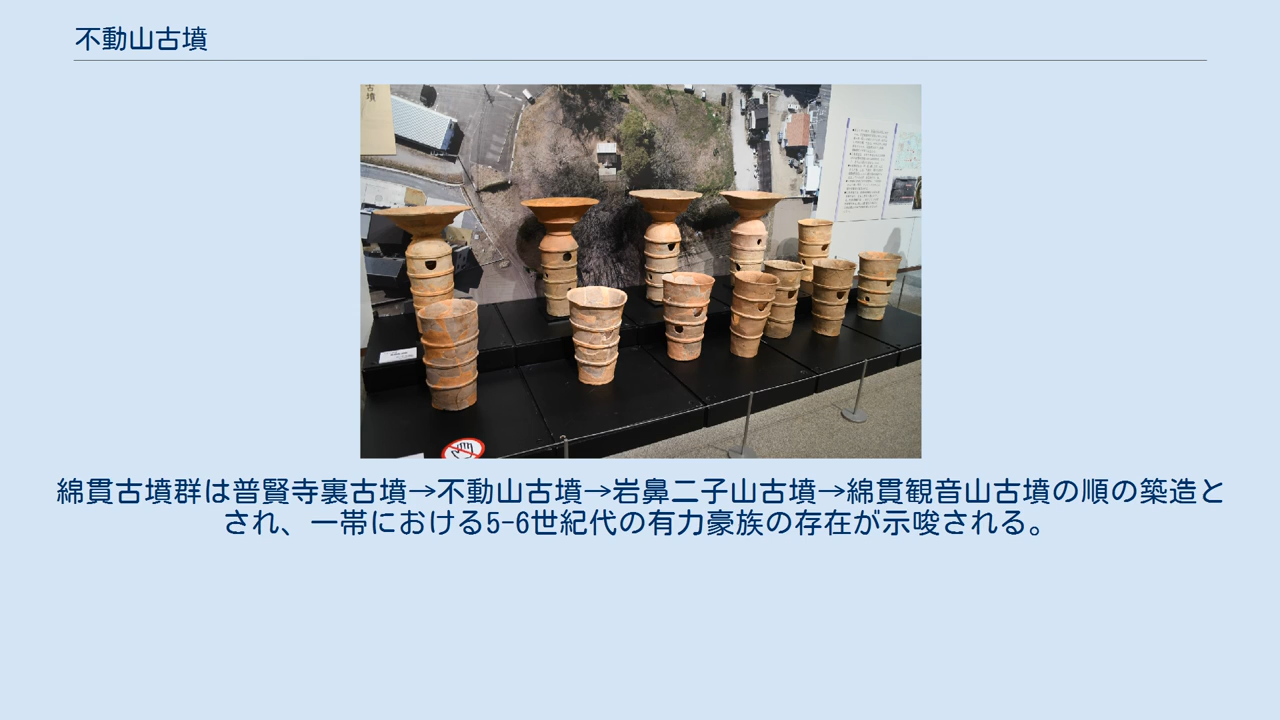 不動山古墳
古墳
綿貫古墳群は普賢寺裏古墳→不動山古墳→岩鼻二子山古墳→綿貫観音山古墳の順の築造と
され、一帯における5-6世紀代の有力豪族の存在が示唆される。